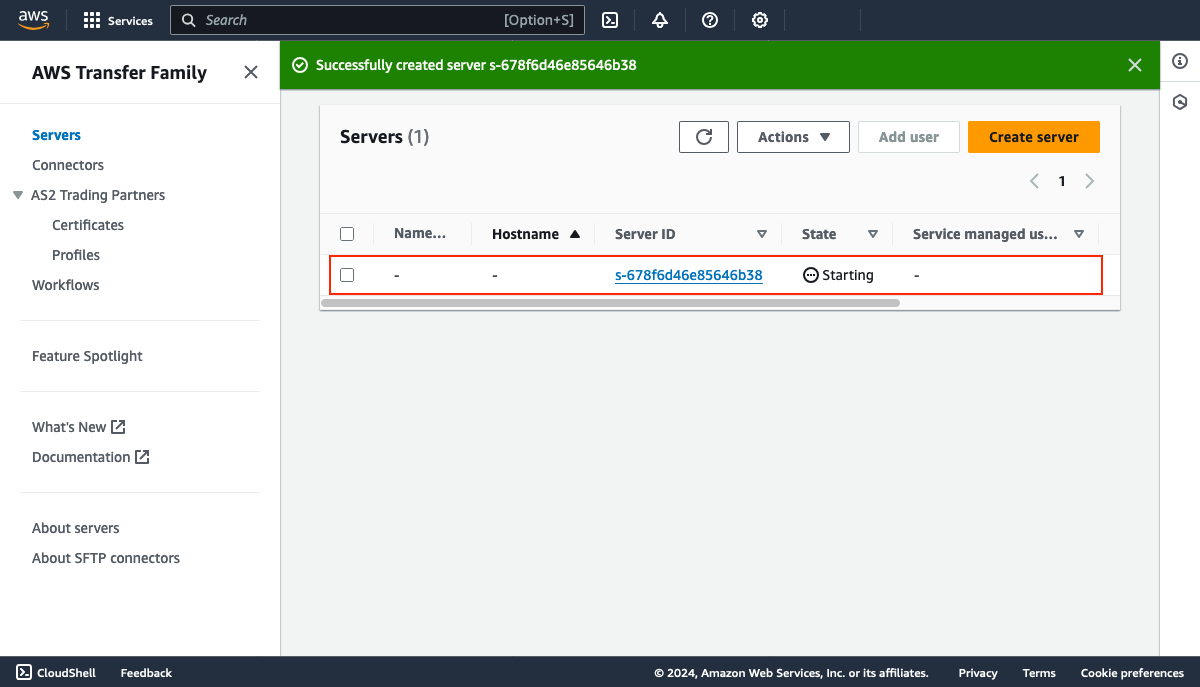 aws
Services
Search [Option+S]
AWS Transfer Family
Servers
Connectors
AS2 Trading Partners
Certificates
Profiles
Workflows
Feature Spotlight
What's New
Documentation
About servers
About SFTP connectors
Successfully created server s-678f6d46e85646b38
Servers (1)
Actions
Add user
Create server
1
Name... Hostname Server ID State Service managed us...
- - s-678f6d46e85646b38 Starting -
CloudShell Feedback © 2024, Amazon Web Services, Inc. or its affiliates. Privacy Terms Cookie preferences